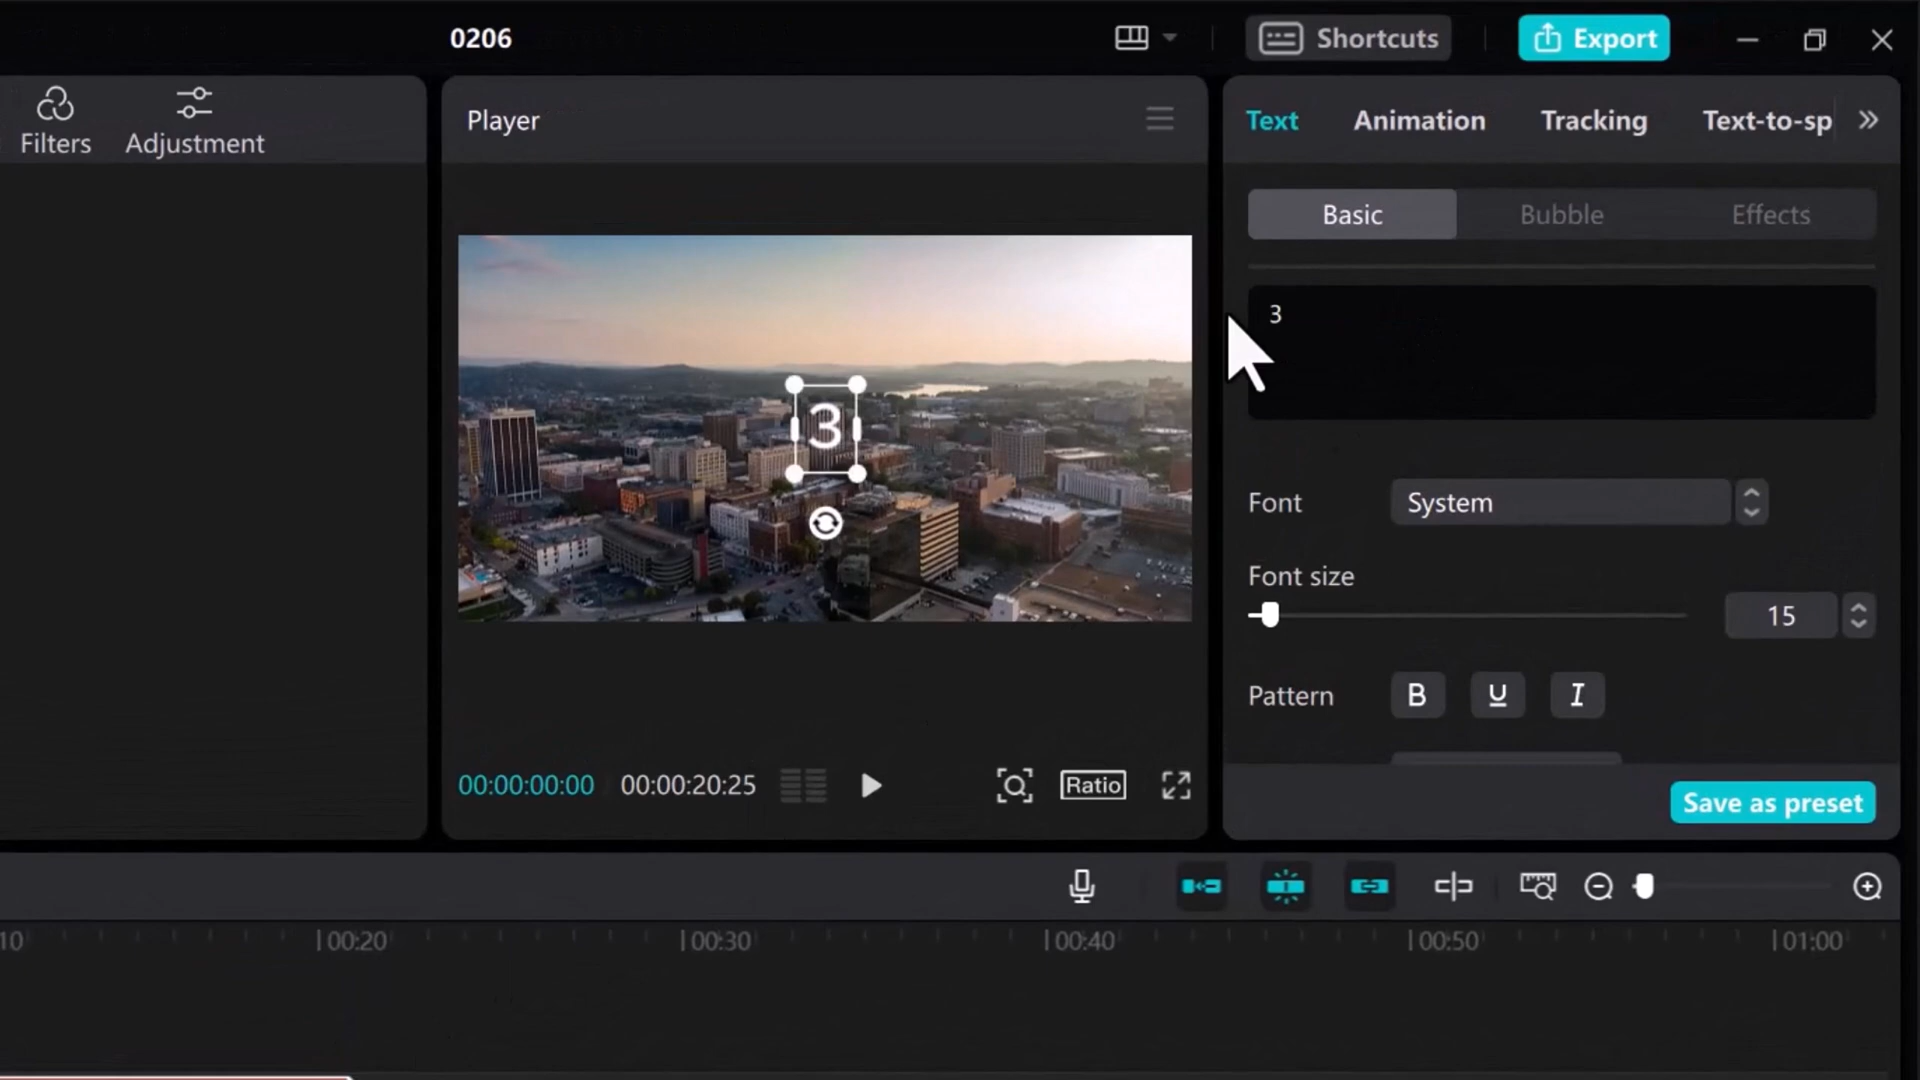 0206
Shortcuts
Export
Filters
Adjustment
Player
Text
Animation
Tracking
Text-to-sp
Basic
Bubble
Effects
3
3
Font
System
Font size
15
Pattern
B
U
I
00:00:00:00
00:00:20:25
Ratio
Save as preset
10
00:20
00:30
00:40
00:50
01:00